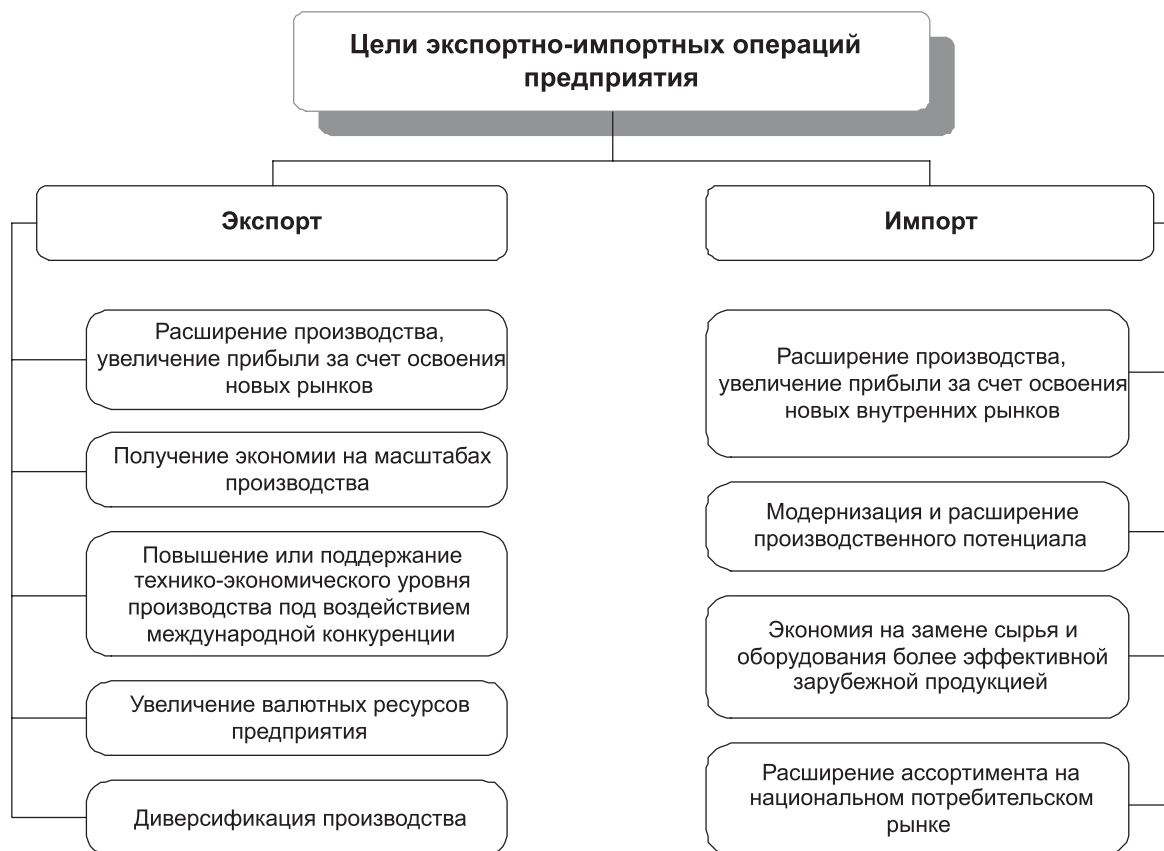 Цели экспортно-импортных операций
предприятия
Экспорт
Расширение производства,
увеличение прибыли за счет освоения
новых рынков
Получение экономии на масштабах
производства
Повышение или поддержание
технико-экономического уровня
производства под воздействием
международной конкуренции
Увеличение валютных ресурсов
предприятия
Диверсификация производства
Импорт
Расширение производства,
увеличение прибыли за счет освоения
новых внутренних рынков
Модернизация и расширение
производственного потенциала
Экономия на замене сырья и
оборудования более эффективной
зарубежной продукцией
Расширение ассортимента на
национальном потребительском
рынке